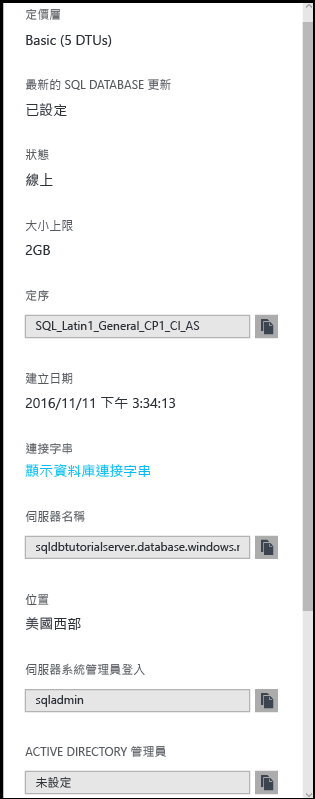 定價層
Basic (5 DTUs)
最新的 SQL DATABASE 更新
已設定
狀態
線上
大小上限
2GB
定序
SQL_Latin1_General_CP1_CI_AS
建立日期
2016/11/11 下午 3:34:13
連接字串
顯示資料庫連接字串
伺服器名稱
sqldbtutorialserver.database.windows.r
位置
美國西部
伺服器系統管理員登入
sqladmin
ACTIVE DIRECTORY 管理員
未設定